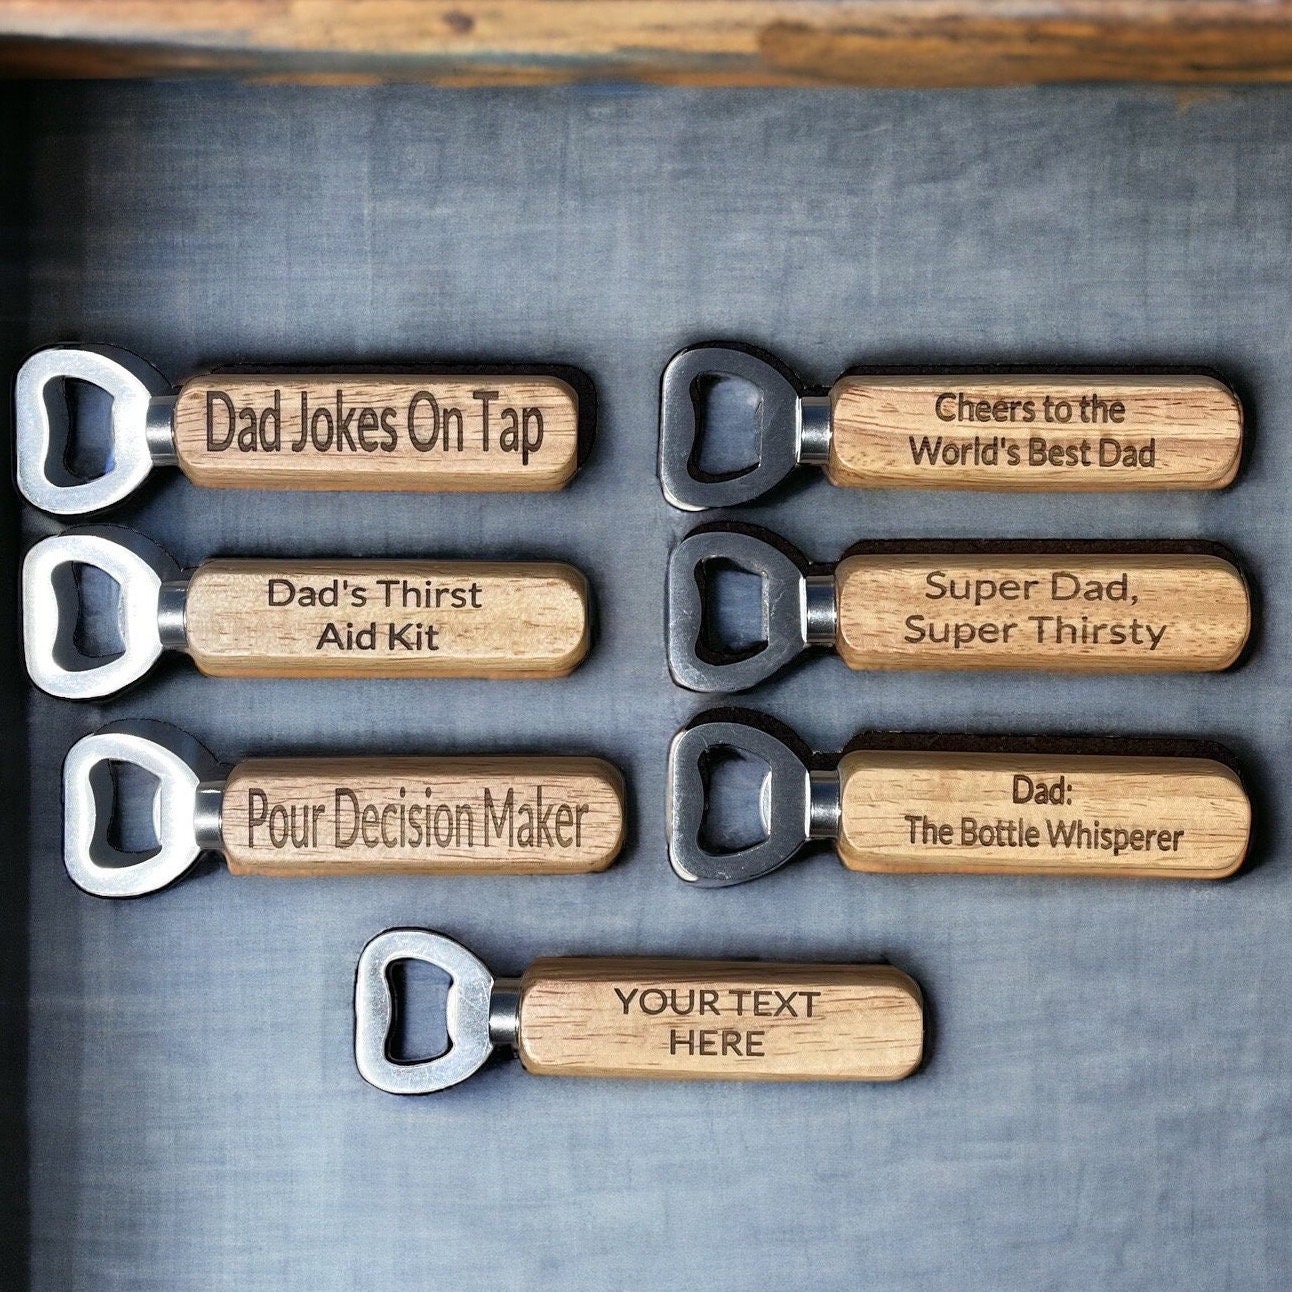 Dad Jokes On Tap
Cheers to the
World's Best Dad
Dad's Thirst
Aid Kit
Super Dad,
Super Thirsty
Pour Decision Maker
Dad:
The Bottle Whisperer
YOUR TEXT
HERE